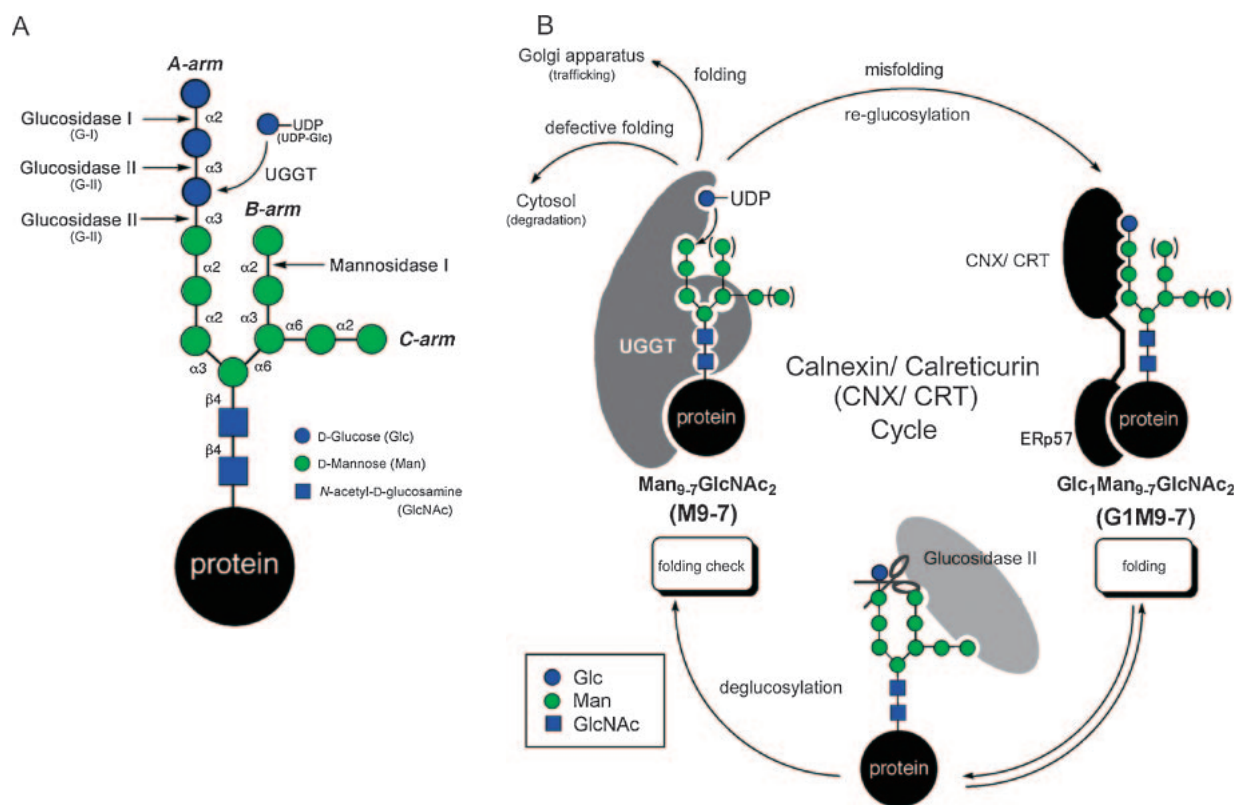 A
A-arm
Glucosidase I
(G-I)
α2
UDP
(UDP-Glc)
Glucosidase II
(G-II)
α3
UGGT
Glucosidase II
(G-II)
α3
B-arm
α2
α2
Mannosidase I
α2
α3
α6
α2
C-arm
α3
α6
β4
β4
D-Glucose (Glc)
D-Mannose (Man)
N-acetyl-D-glucosamine
(GlcNAc)
protein
B
Golgi apparatus
(trafficking)
folding
misfolding
re-glucosylation
defective folding
Cytosol
(degradation)
UDP
UGGT
protein
Man9-7GlcNAc2
(M9-7)
folding check
Calnexin/ Calreticurin
(CNX/ CRT)
Cycle
CNX/ CRT
ERp57
protein
Glc1Man9-7GlcNAc2
(G1M9-7)
folding
Glucosidase II
deglucosylation
protein
Glc
Man
GlcNAc